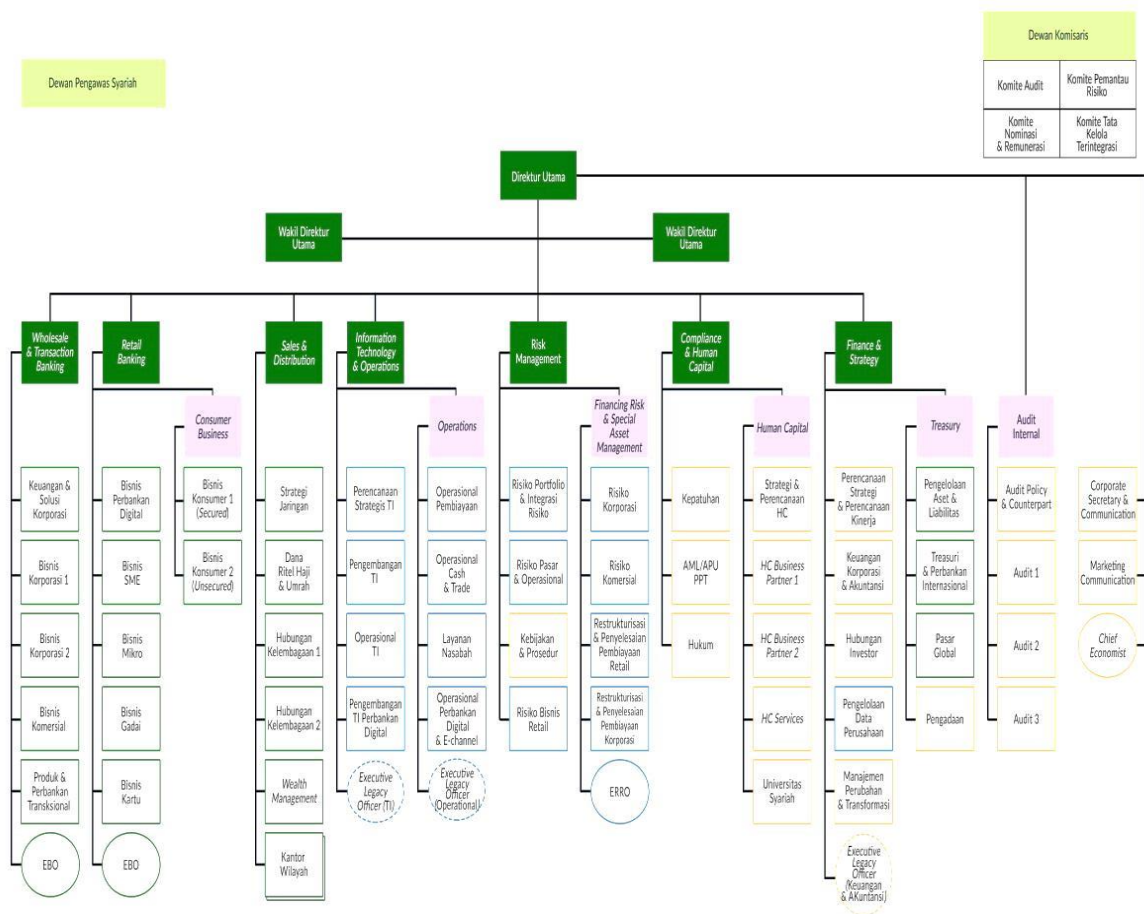 Dewan Pengawas Syariah
Dewan Komisaris
Komite Audit
Komite Pemantau
Risiko
Komite
Nominasi
& Remunerasi
Komite Tata
Kelola
Terintegrasi
Direktur Utama
Wakil Direktur
Utama
Wakil Direktur
Utama
Wholesale
& Transaction
Banking
Retail
Banking
Sales &
Distribution
Information
Technology
& Operations
Risk
Management
Compliance
& Human
Capital
Finance &
Strategy
Consumer
Business
Operations
Financing Risk
& Special
Asset
Management
Human Capital
Treasury
Audit
Internal
Keuangan &
Solusi
Korporasi
Bisnis
Korporasi 1
Bisnis
Korporasi 2
Bisnis
Komersial
Produk &
Perbankan
Transksional
EBO
Bisnis
Perbankan
Digital
Bisnis
SME
Bisnis
Mikro
Bisnis
Gadai
Bisnis
Kartu
EBO
Bisnis
Konsumer 1
(Secured)
Bisnis
Konsumer 2
(Unsecured)
Strategi
Jaringan
Dana
Ritel Haji
& Umrah
Hubungan
Kelembagaan 1
Hubungan
Kelembagaan 2
Wealth
Management
Kantor
Wilayah
Perencanaan
Strategis TI
Pengembangan
TI
Operasional
TI
Pengembangan
TI Perbankan
Digital
Executive
Legacy
Officer (TI)
Operasional
Pembiayaan
Operasional
Cash
& Trade
Layanan
Nasabah
Operasional
Perbankan
Digital
& E-channel
Executive
Legacy
Officer
(Operational)
Risiko Portfolio
& Integrasi
Risiko
Risiko Pasar
& Operasional
Kebijakan
& Prosedur
Risiko Bisnis
Retail
Risiko
Korporasi
Risiko
Komersial
Restrukturisasi
& Penyelesaian
Pembiayaan
Retail
Restrukturisasi
& Penyelesaian
Pembiayaan
Korporasi
ERRO
Kepatuhan
AML/APU
PPT
Hukum
Strategi &
Perencanaan
HC
HC Business
Partner 1
HC Business
Partner 2
HC Services
Universitas
Syariah
Perencanaan
Strategi
& Perencanaan
Kinerja
Keuangan
Korporasi
& Akuntansi
Hubungan
Investor
Pengelolaan
Data
Perusahaan
Manajemen
Perubahan
& Transformasi
Executive
Legacy
Officer
(Keuangan
& AKuntansi)
Pengelolaan
Aset &
Liabilitas
Treasuri
& Perbankan
Internasional
Pasar
Global
Pengadaan
Audit Policy
& Counterpart
Audit 1
Audit 2
Audit 3
Corporate
Secretary &
Communication
Marketing
Communication
Chief
Economist